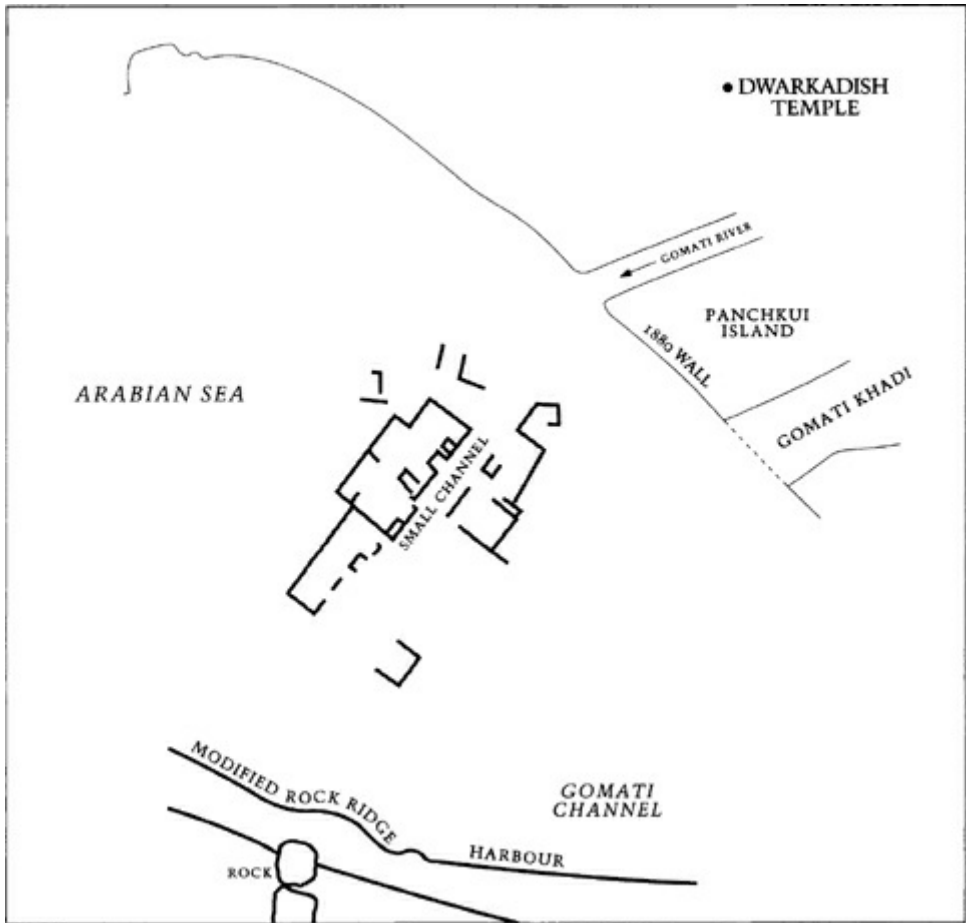 DWARKADISH
TEMPLE
GOMATI RIVER
PANCHKUI
ISLAND
1880 WALL
ARABIAN SEA
GOMATI KHADI
SMALL CHANNEL
MODIFIED ROCK RIDGE
GOMATI
CHANNEL
HARBOUR
ROCK